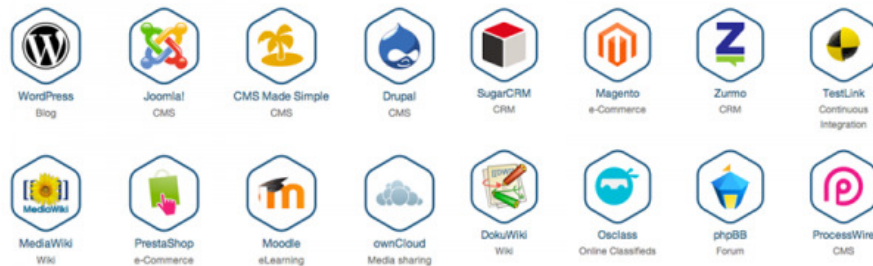 WordPress
Blog
Joomla!
CMS
CMS Made Simple
CMS
Drupal
CMS
SugarCRM
CRM
Magento
e-Commerce
Zurmo
CRM
TestLink
Continuous
Integration
MediaWiki
MediaWiki
Wiki
PrestaShop
e-Commerce
Moodle
eLearning
ownCloud
Media sharing
DokuWiki
Wiki
Osclass
Online Classifieds
phpBB
Forum
ProcessWire
CMS